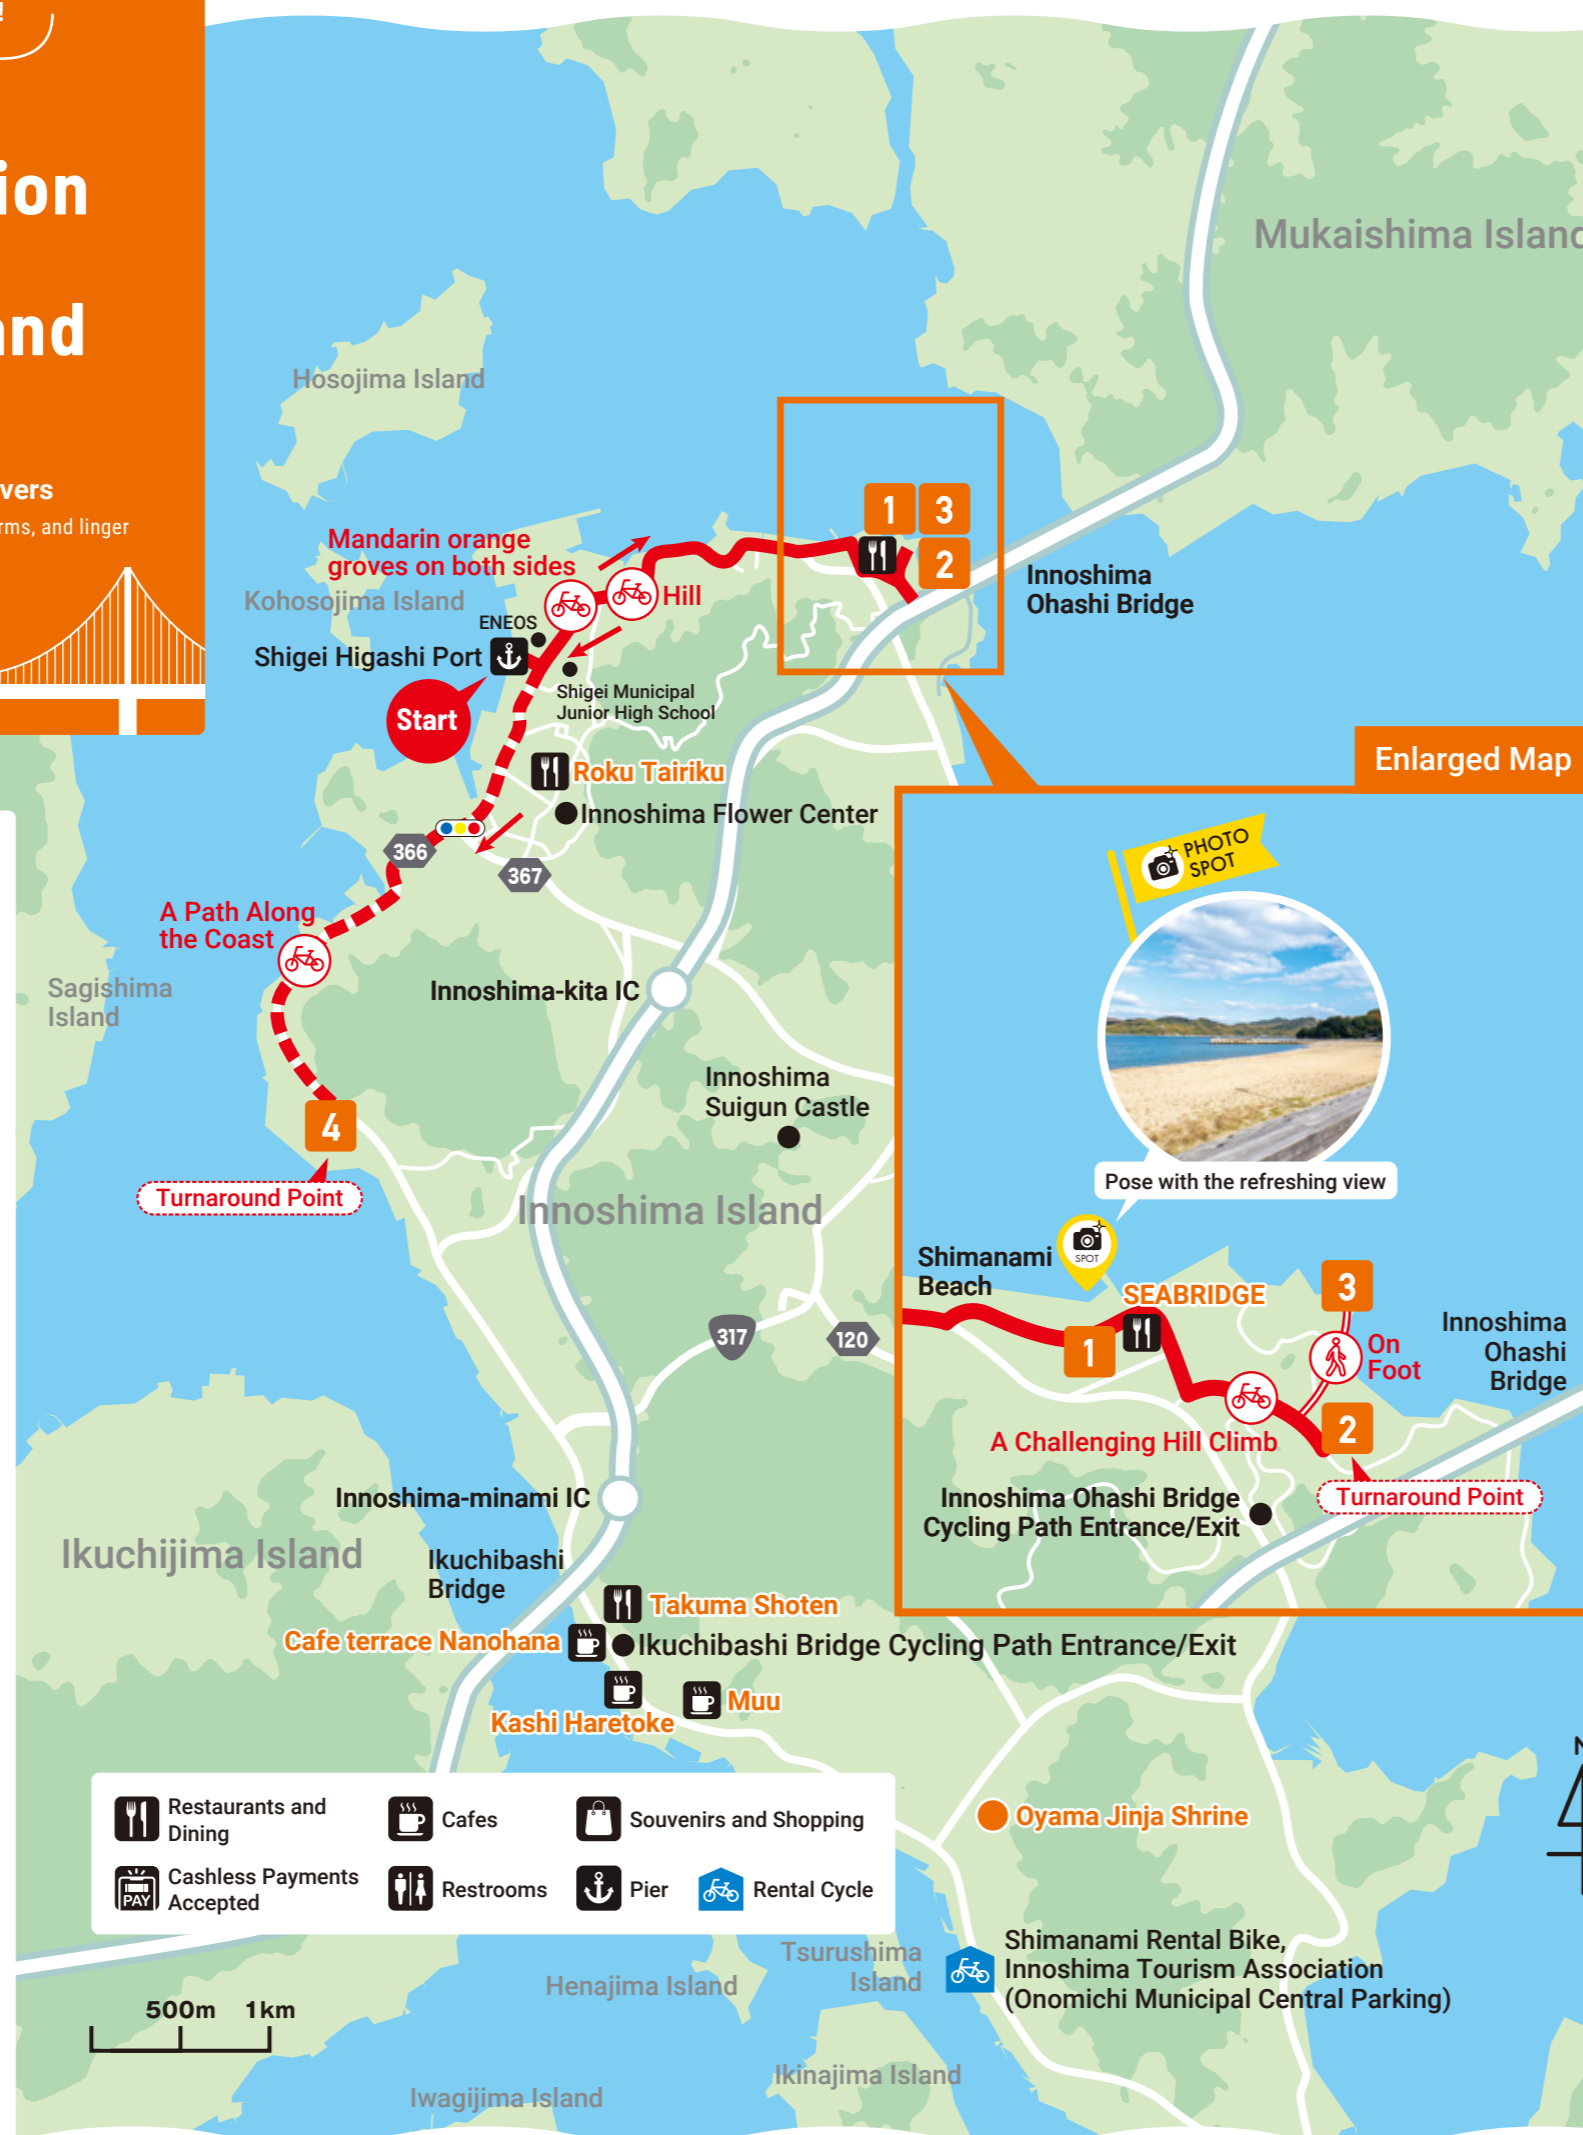 ion
and
vers
rms, and linger
Mukaishima Island
Hosojima Island
Mandarin orange
groves on both sides
Kohosojima Island
Hill
ENEOS
Shigei Higashi Port
Start
Shigei Municipal
Junior High School
1
3
2
Innoshima
Ohashi Bridge
Roku Tairiku
Innoshima Flower Center
366
367
A Path Along
the Coast
Sagishima
Island
Innoshima-kita IC
Innoshima
Suigun Castle
4
Turnaround Point
Innoshima Island
317
120
Enlarged Map
PHOTO
SPOT
Pose with the refreshing view
SPOT
Shimanami
Beach
SEABRIDGE
1
3
On
Foot
Innoshima
Ohashi
Bridge
2
A Challenging Hill Climb
Turnaround Point
Innoshima Ohashi Bridge
Cycling Path Entrance/Exit
Innoshima-minami IC
Ikuchijima Island
Ikuchibashi
Bridge
Takuma Shoten
Cafe terrace Nanohana
Ikuchibashi Bridge Cycling Path Entrance/Exit
Kashi Haretoke
Muu
Restaurants and
Dining
Cafes
Souvenirs and Shopping
PAY
Cashless Payments
Accepted
Restrooms
Pier
Rental Cycle
Oyama Jinja Shrine
Shimanami Rental Bike,
Innoshima Tourism Association
(Onomichi Municipal Central Parking)
Tsurushima
Island
Henajima Island
500m 1km
Ikinajima Island
Iwagijima Island